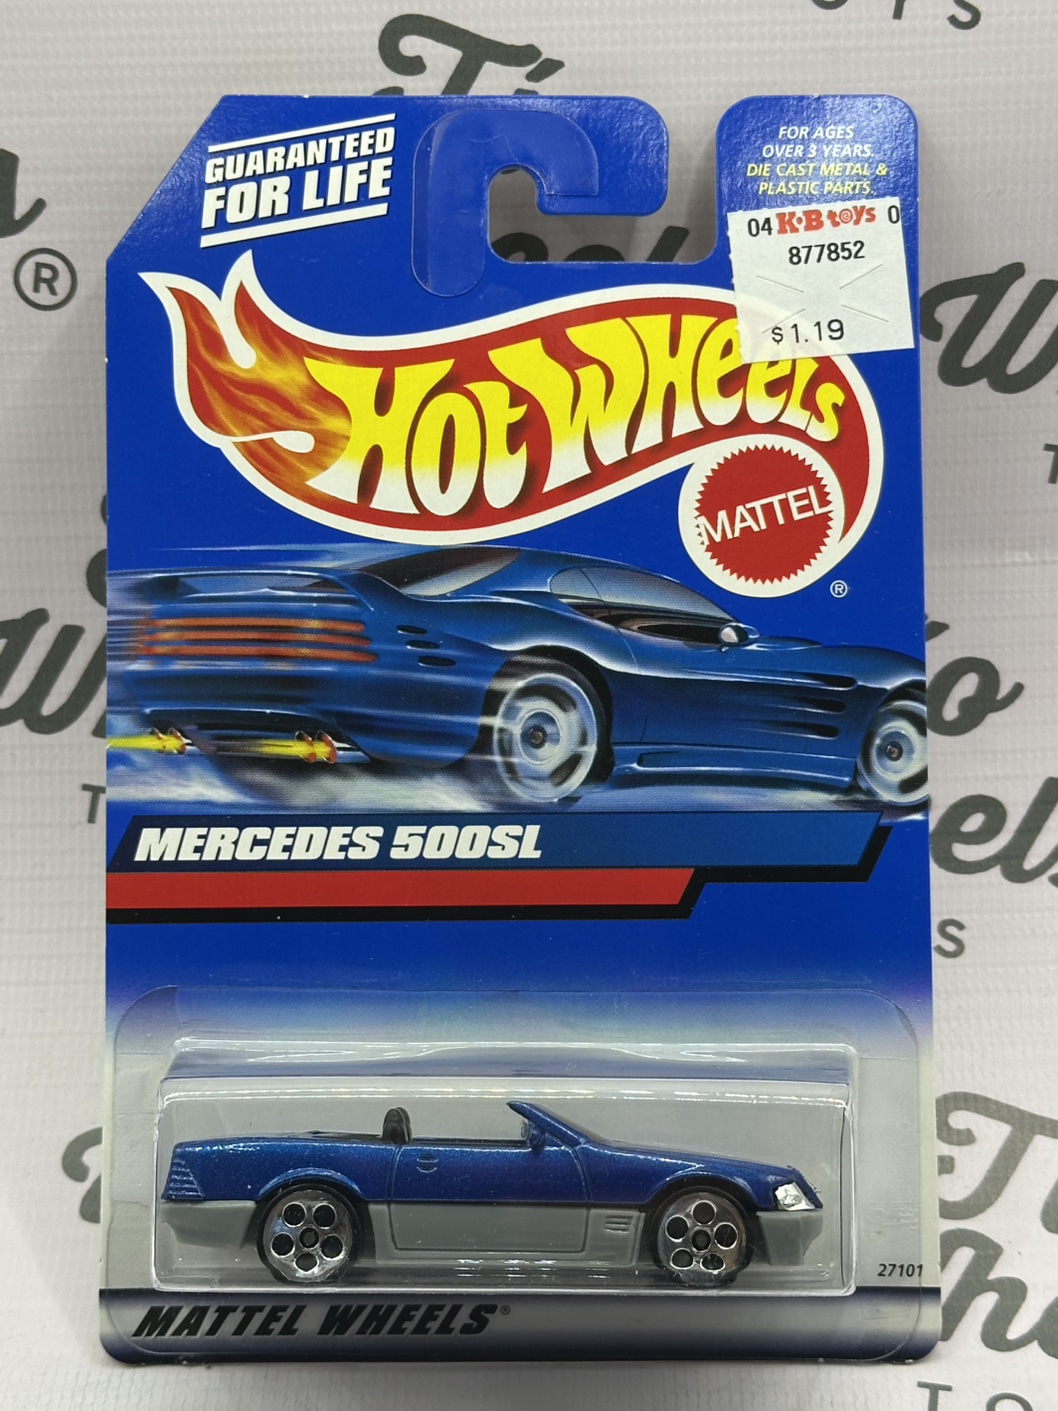 GUARANTEED
FOR LIFE
FOR AGES
OVER 3 YEARS.
DIE CAST METAL &
PLASTIC PARTS.
04 K·B toys 0
877852
$1.19
HOT WHEELS
MATTEL
®
MERCEDES 500SL
27101
MATTEL WHEELS®
®